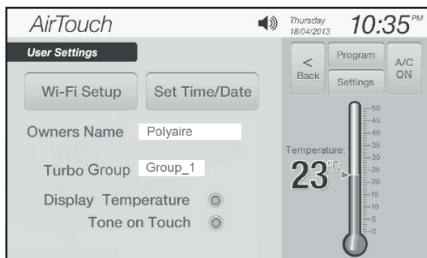 AirTouch
Thursday
18/04/2013
10:35 PM
User Settings
< Back
Program
Settings
A/C ON
Wi-Fi Setup
Set Time/Date
Owners Name Polyaire
Turbo Group Group_1
Display Temperature
Tone on Touch
Temperature:
23°C
50
45
40
35
30
25
20
15
10
5
0